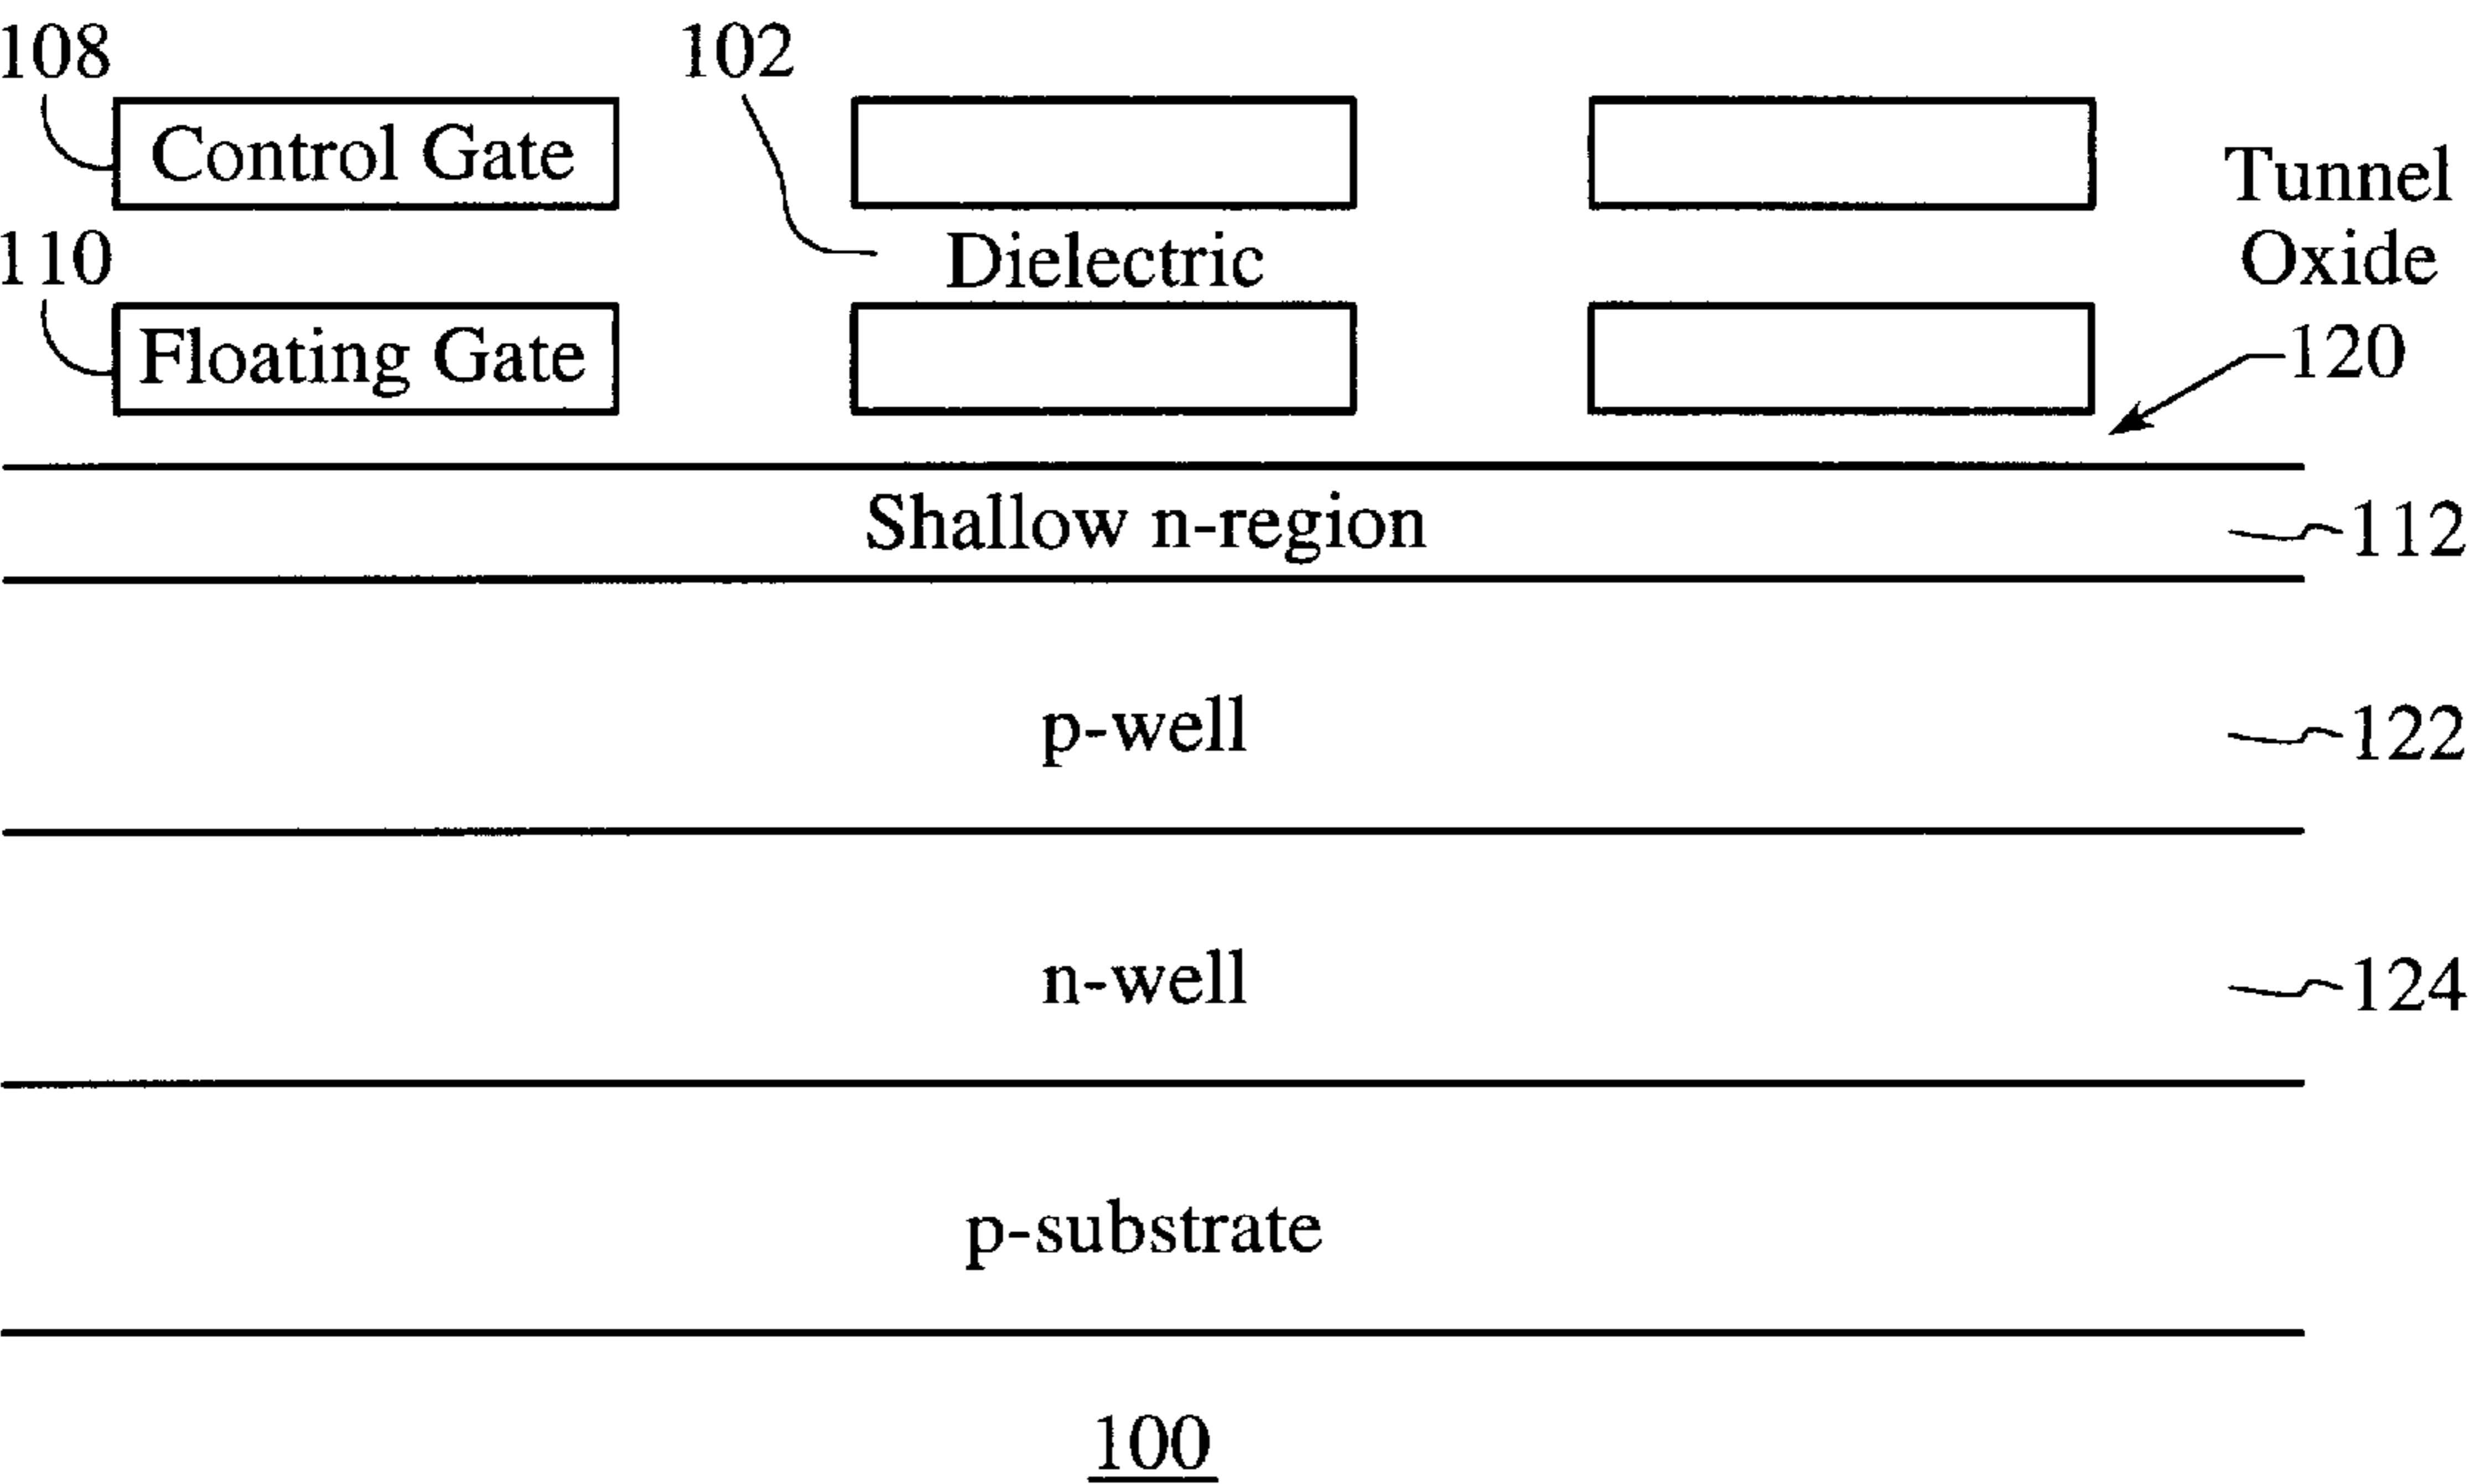 108
102
Control Gate
Tunnel
Oxide
110
Dielectric
Floating Gate
120
Shallow n-region
112
p-well
122
n-well
124
p-substrate
100